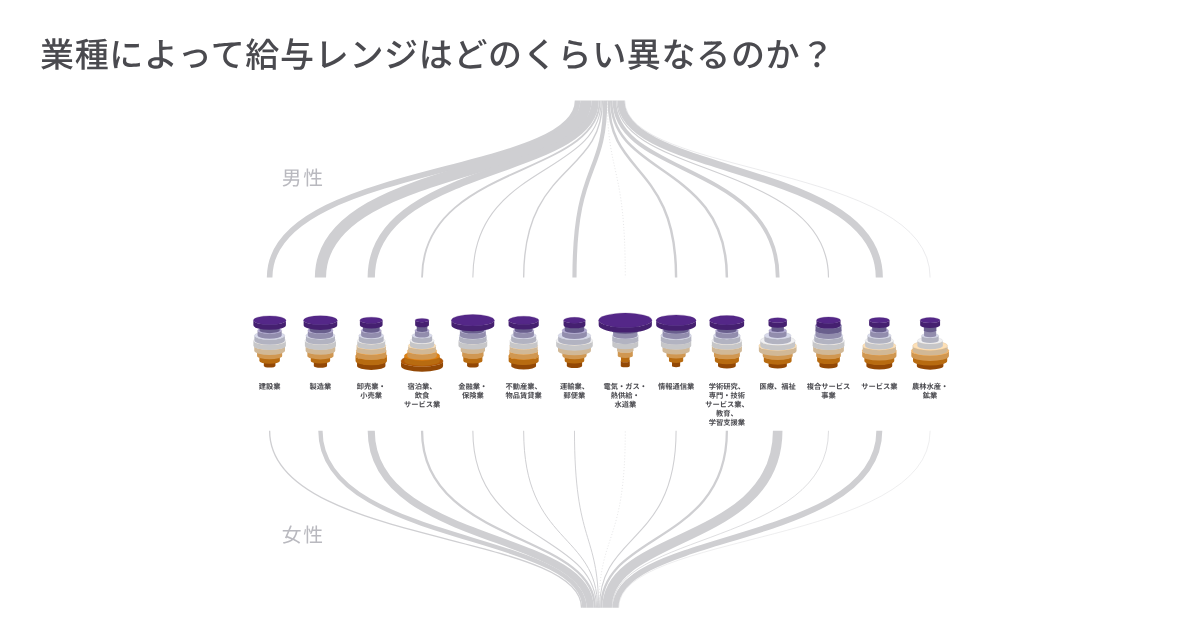 業種によって給与レンジはどのくらい異なるのか？
男性
建設業
製造業
卸売業・
小売業
宿泊業、
飲食
サービス業
金融業・
保険業
不動産業、
物品賃貸業
運輸業、
郵便業
電気・ガス・
熱供給・
水道業
情報通信業
学術研究、
専門・技術
サービス業、
教育、
学習支援業
医療、福祉
複合サービス
事業
サービス業
農林水産・
鉱業
女性